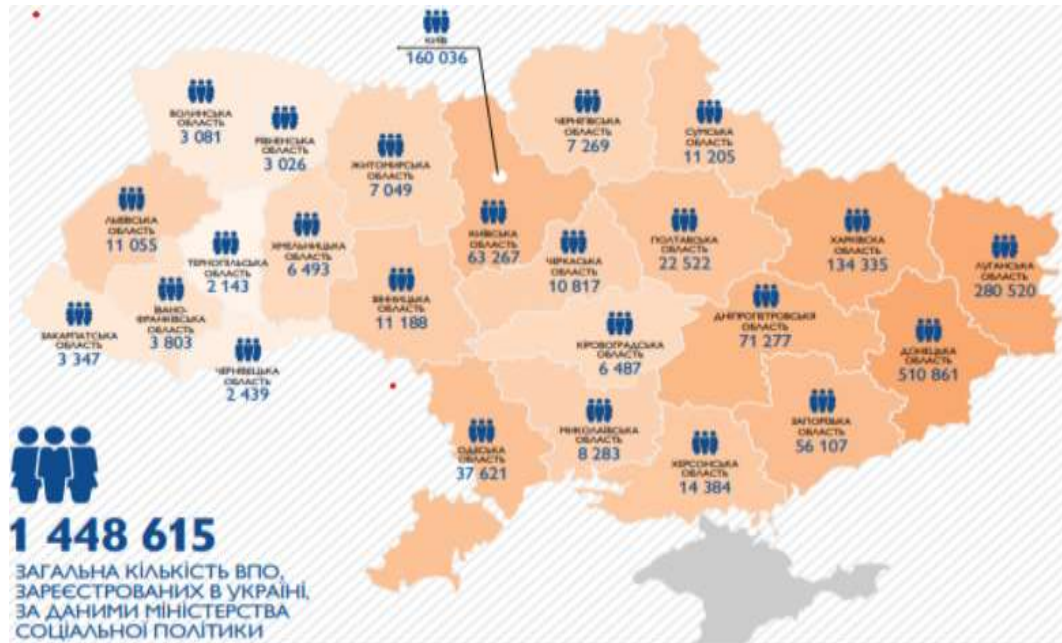 КИЇВ
160 036
ВОЛИНСЬКА
ОБЛАСТЬ
3 081
РІВНЕНСЬКА
ОБЛАСТЬ
3 026
ЖИТОМИРСЬКА
ОБЛАСТЬ
7 049
ЧЕРНІГІВСЬКА
ОБЛАСТЬ
7 269
СУМСЬКА
ОБЛАСТЬ
11 205
ЛЬВІВСЬКА
ОБЛАСТЬ
11 055
ТЕРНОПІЛЬСЬКА
ОБЛАСТЬ
2 143
ХМЕЛЬНИЦЬКА
ОБЛАСТЬ
6 493
КИЇВСЬКА
ОБЛАСТЬ
63 267
ЧЕРКАСЬКА
ОБЛАСТЬ
10 817
ПОЛТАВСЬКА
ОБЛАСТЬ
22 522
ХАРКІВСКА
ОБЛАСТЬ
134 335
ЛУГАНСЬКА
ОБЛАСТЬ
280 520
ЗАКАРПАТСЬКА
ОБЛАСТЬ
3 347
ІВАНО-
ФРАНКІВСЬКА
ОБЛАСТЬ
3 803
ЧЕРНІВЕЦЬКА
ОБЛАСТЬ
2 439
ВІННИЦЬКА
ОБЛАСТЬ
11 188
КІРОВОГРАДСЬКА
ОБЛАСТЬ
6 487
ДНІПРОПЕТРОВСЬКА
ОБЛАСТЬ
71 277
ДОНЕЦЬКА
ОБЛАСТЬ
510 861
ОДЕСЬКА
ОБЛАСТЬ
37 621
МИКОЛАЇВСЬКА
ОБЛАСТЬ
8 283
ХЕРСОНСЬКА
ОБЛАСТЬ
14 384
ЗАПОРІЗЬКА
ОБЛАСТЬ
56 107
1 448 615
ЗАГАЛЬНА КІЛЬКІСТЬ ВПО,
ЗАРЕЄСТРОВАНИХ В УКРАЇНІ,
ЗА ДАНИМИ МІНІСТЕРСТВА
СОЦІАЛЬНОЇ ПОЛІТИКИ